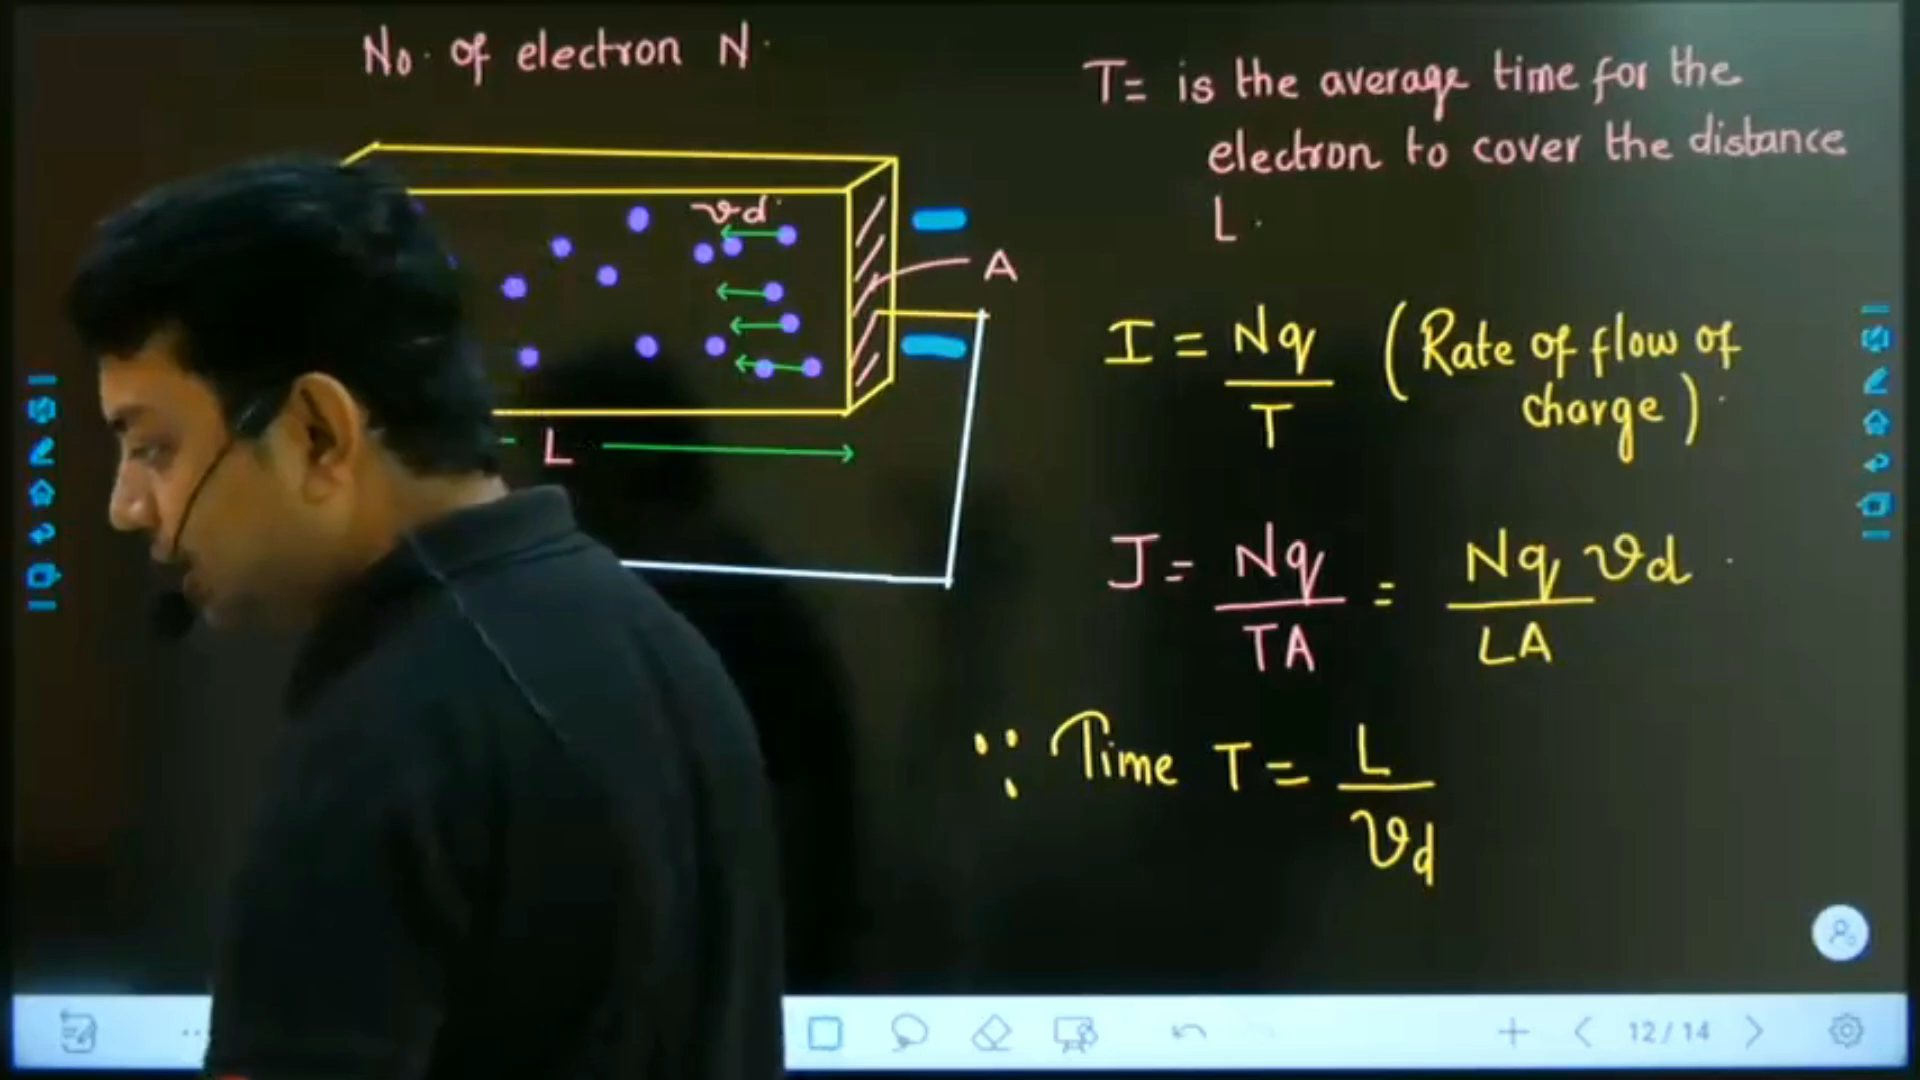 No. of electron N.
vd
A
L
T= is the average time for the
electron to cover the distance
L.
I = Nq/T (Rate of flow of
charge).
J = Nq/TA = Nq vd/LA
∵ Time T = L/vd
12/14